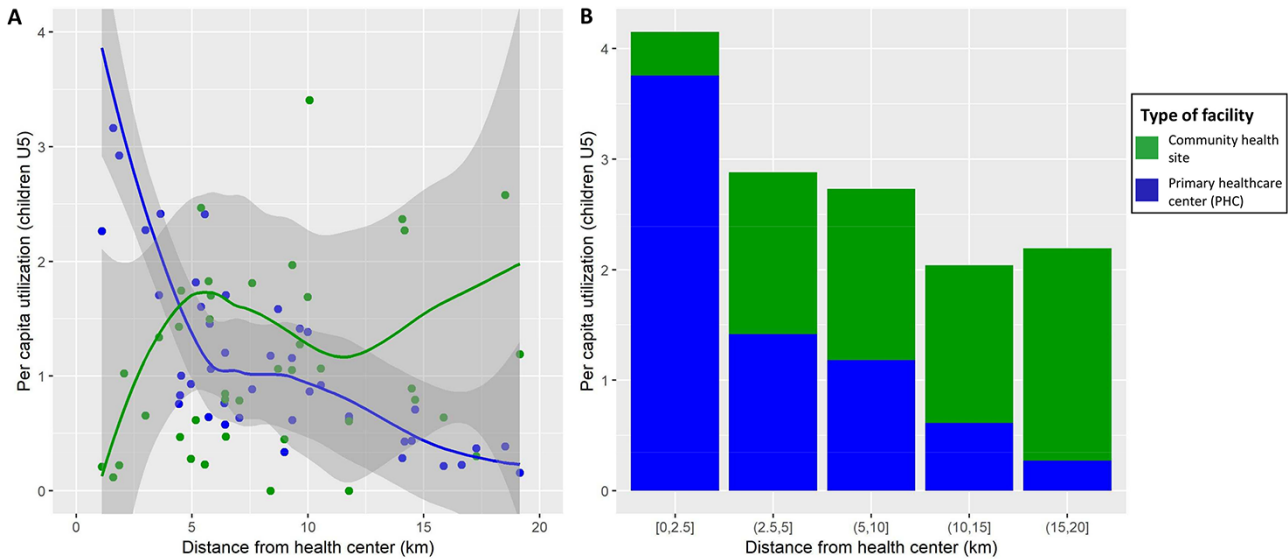 A
Per capita utilization (children U5)
4
3
2
1
0
0
5
10
15
20
Distance from health center (km)
B
Per capita utilization (children U5)
4
3
2
1
0
[0,2.5]
(2.5,5]
(5,10]
(10,15]
(15,20]
Distance from health center (km)
Type of facility
Community health
site
Primary healthcare
center (PHC)